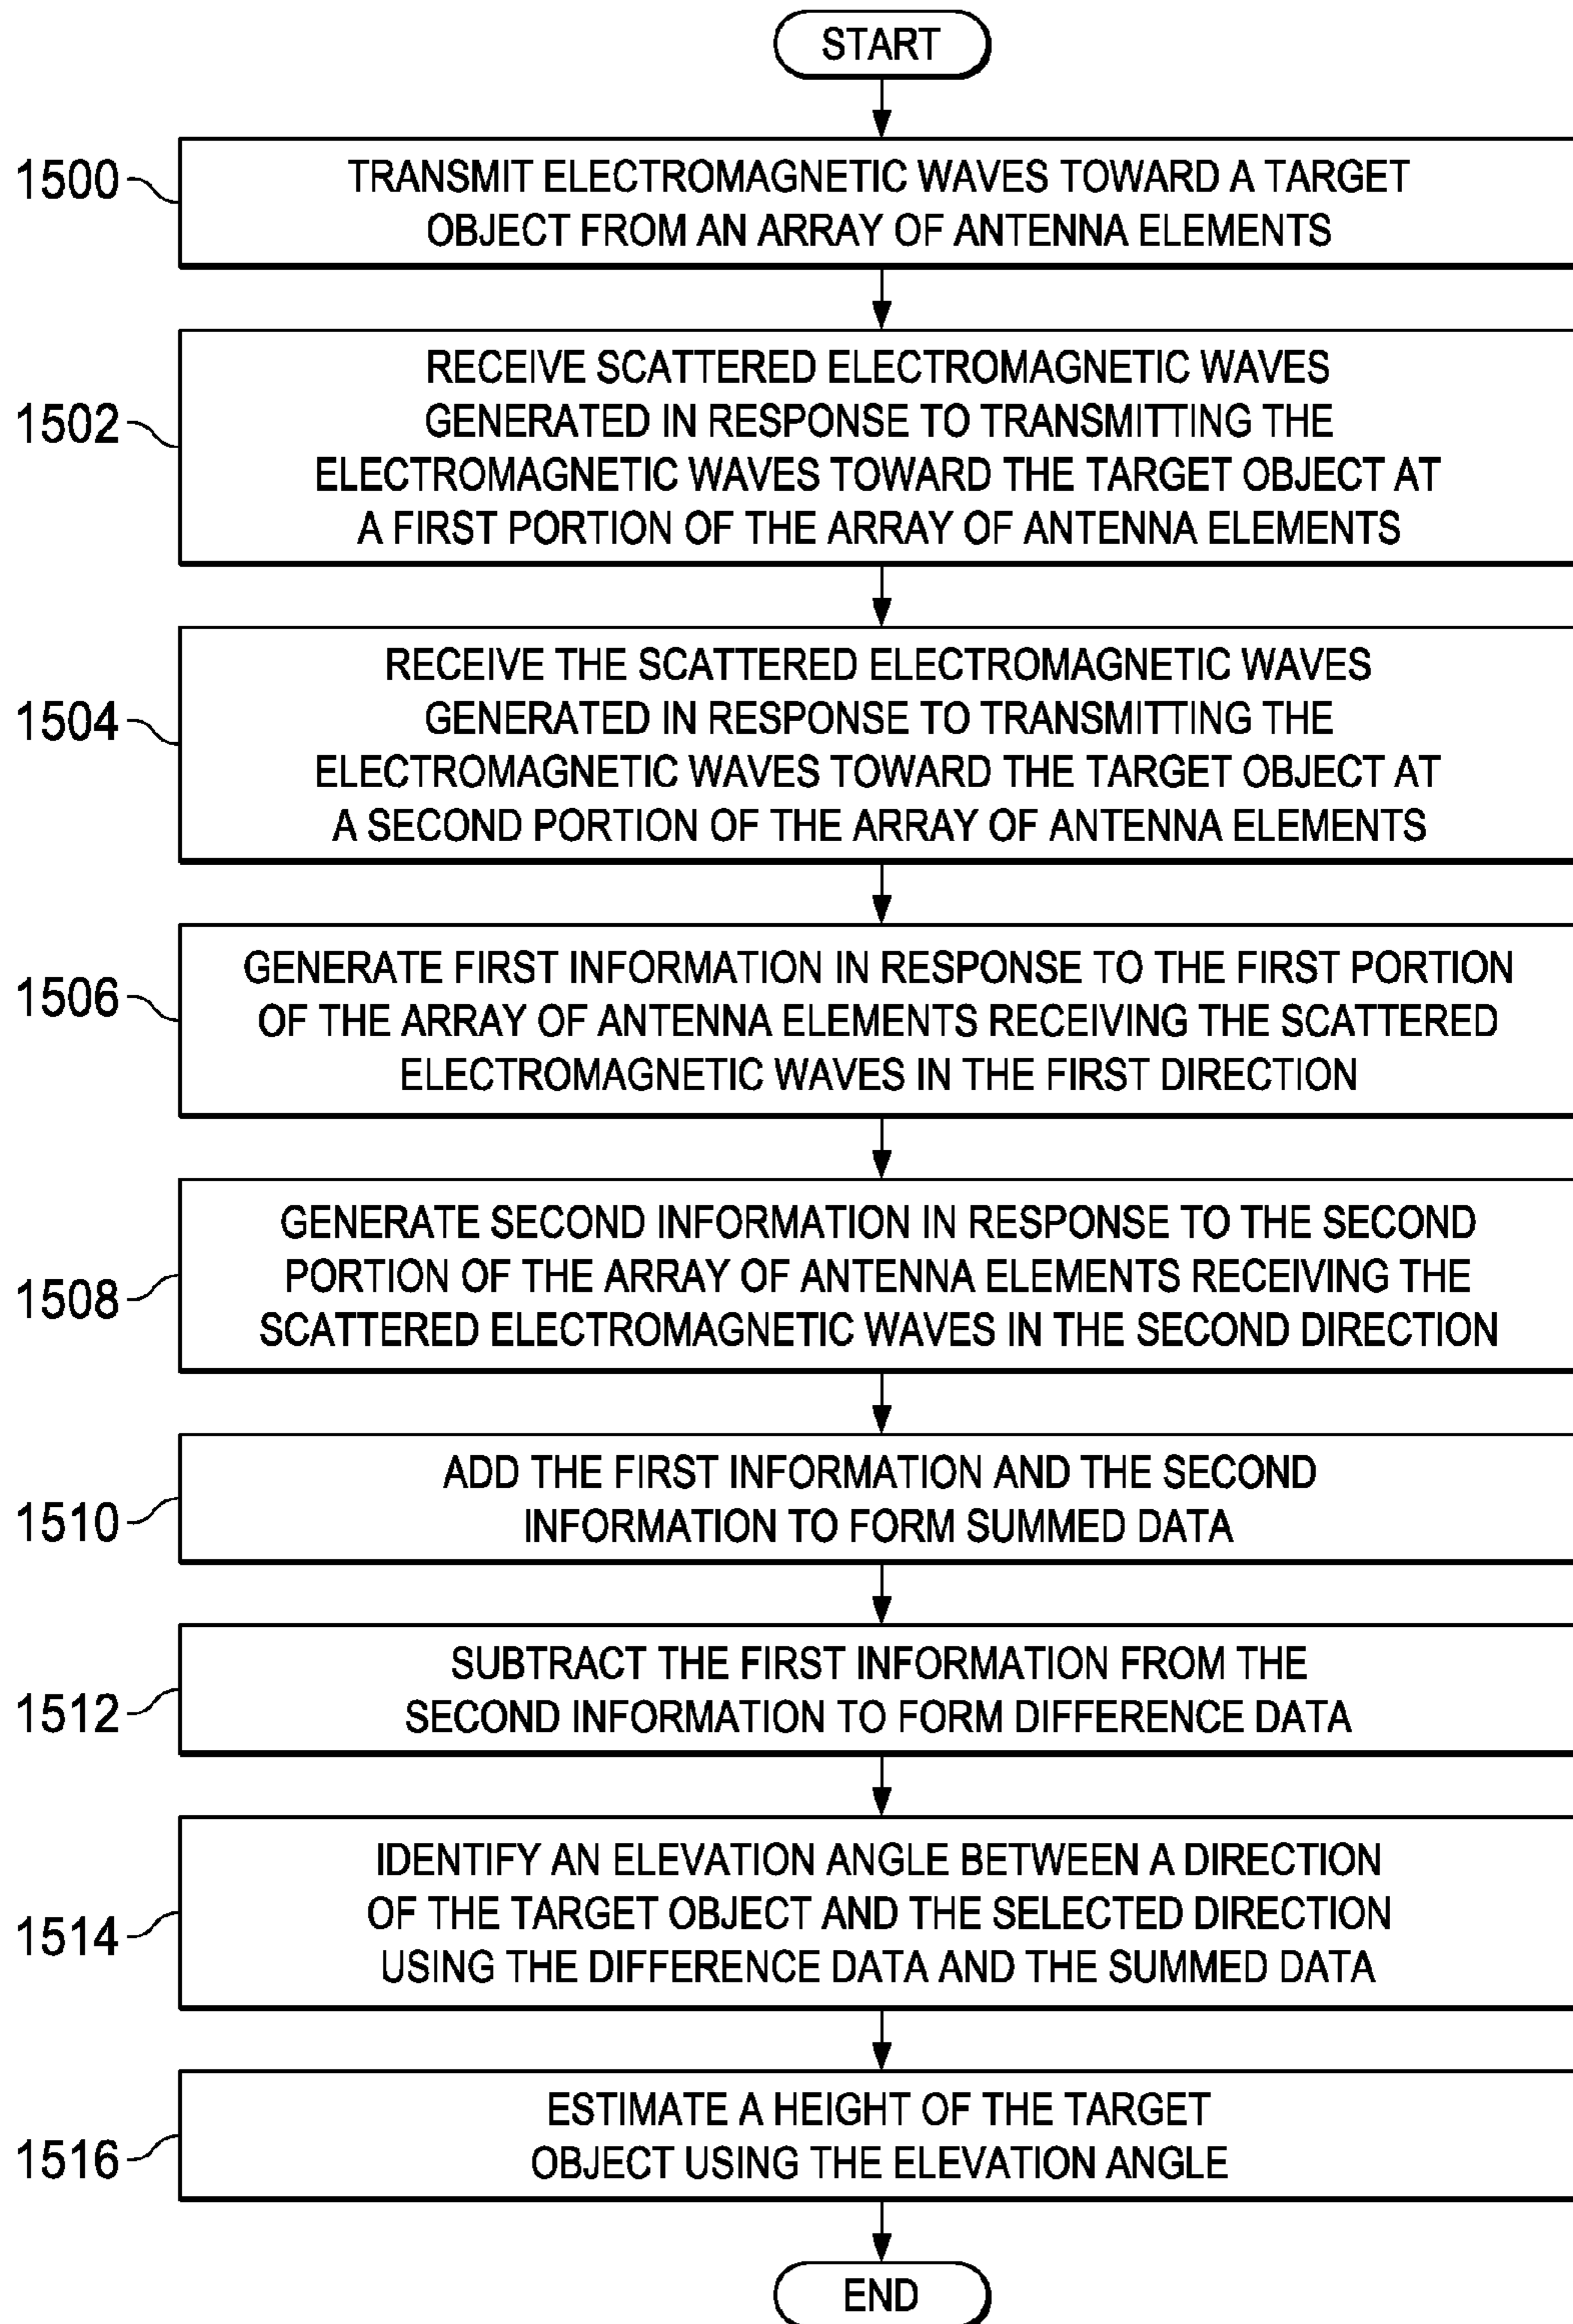 START
1500
TRANSMIT ELECTROMAGNETIC WAVES TOWARD A TARGET
OBJECT FROM AN ARRAY OF ANTENNA ELEMENTS
1502
RECEIVE SCATTERED ELECTROMAGNETIC WAVES
GENERATED IN RESPONSE TO TRANSMITTING THE
ELECTROMAGNETIC WAVES TOWARD THE TARGET OBJECT AT
A FIRST PORTION OF THE ARRAY OF ANTENNA ELEMENTS
1504
RECEIVE THE SCATTERED ELECTROMAGNETIC WAVES
GENERATED IN RESPONSE TO TRANSMITTING THE
ELECTROMAGNETIC WAVES TOWARD THE TARGET OBJECT AT
A SECOND PORTION OF THE ARRAY OF ANTENNA ELEMENTS
1506
GENERATE FIRST INFORMATION IN RESPONSE TO THE FIRST PORTION
OF THE ARRAY OF ANTENNA ELEMENTS RECEIVING THE SCATTERED
ELECTROMAGNETIC WAVES IN THE FIRST DIRECTION
1508
GENERATE SECOND INFORMATION IN RESPONSE TO THE SECOND
PORTION OF THE ARRAY OF ANTENNA ELEMENTS RECEIVING THE
SCATTERED ELECTROMAGNETIC WAVES IN THE SECOND DIRECTION
1510
ADD THE FIRST INFORMATION AND THE SECOND
INFORMATION TO FORM SUMMED DATA
1512
SUBTRACT THE FIRST INFORMATION FROM THE
SECOND INFORMATION TO FORM DIFFERENCE DATA
1514
IDENTIFY AN ELEVATION ANGLE BETWEEN A DIRECTION
OF THE TARGET OBJECT AND THE SELECTED DIRECTION
USING THE DIFFERENCE DATA AND THE SUMMED DATA
1516
ESTIMATE A HEIGHT OF THE TARGET
OBJECT USING THE ELEVATION ANGLE
END